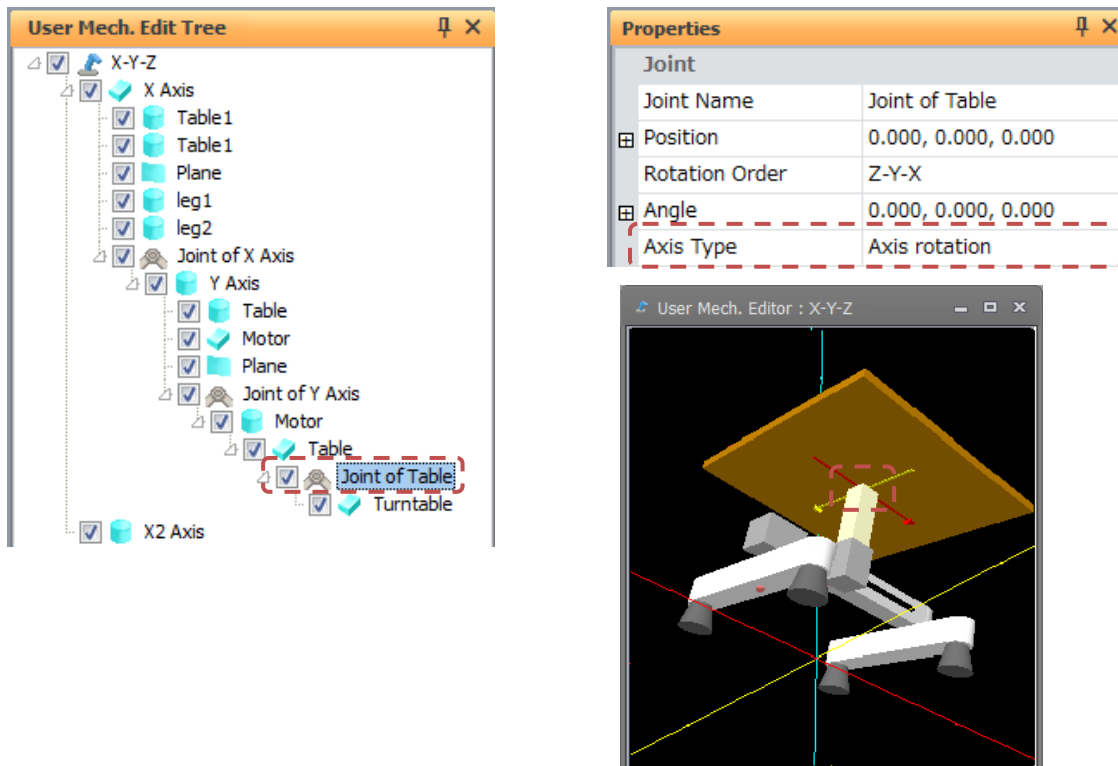 User Mech. Edit Tree
X-Y-Z
X Axis
Table1
Table1
Plane
leg1
leg2
Joint of X Axis
Y Axis
Table
Motor
Plane
Joint of Y Axis
Motor
Table
Joint of Table
Turntable
X2 Axis
Properties
Joint
Joint Name Joint of Table
Position 0.000, 0.000, 0.000
Rotation Order Z-Y-X
Angle 0.000, 0.000, 0.000
Axis Type Axis rotation
User Mech. Editor : X-Y-Z